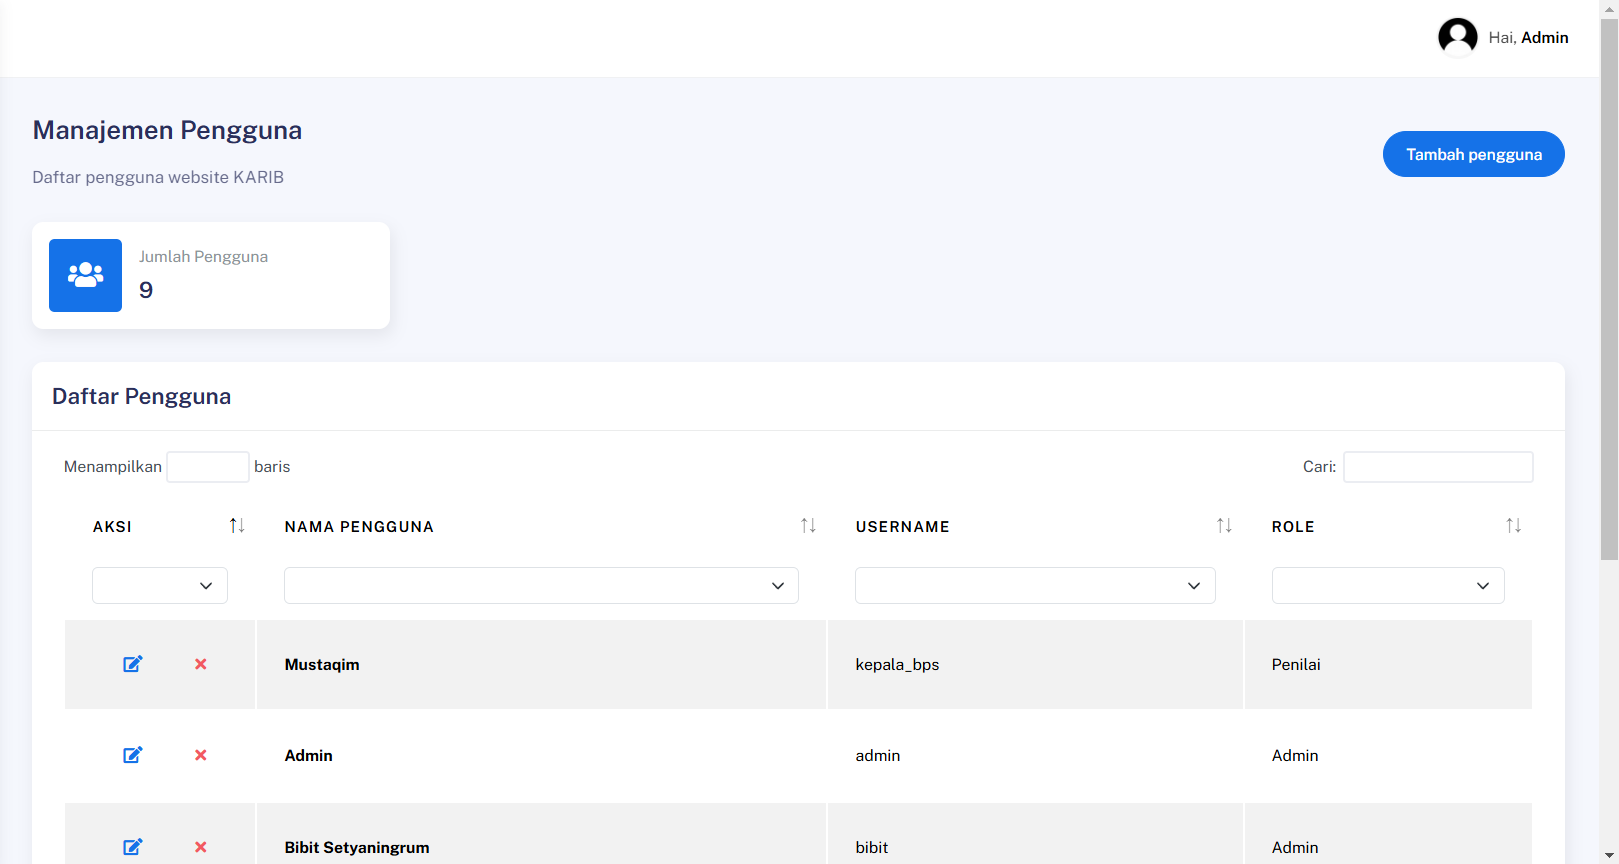 Hai, Admin
Manajemen Pengguna
Tambah pengguna
Daftar pengguna website KARIB
Jumlah Pengguna
9
Daftar Pengguna
Menampilkan baris
Cari:
AKSI NAMA PENGGUNA USERNAME ROLE
Mustaqim kepala_bps Penilai
Admin admin Admin
Bibit Setyaningrum bibit Admin